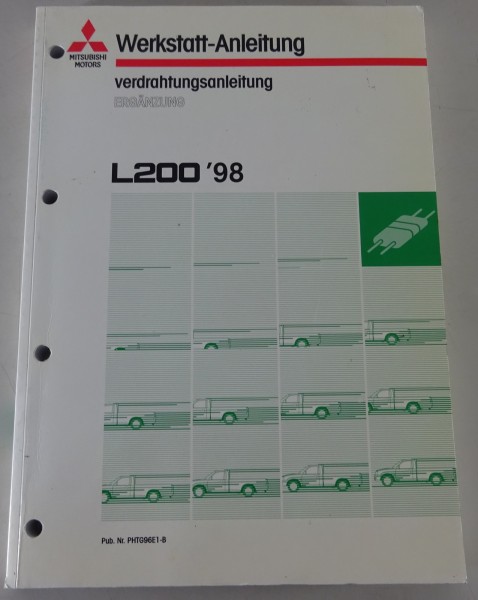 MITSUBISHI
MOTORS
Werkstatt-Anleitung
verdrahtungsanleitung
ERGÄNZUNG
L200 '98
Pub. Nr. PHTG96E1-B